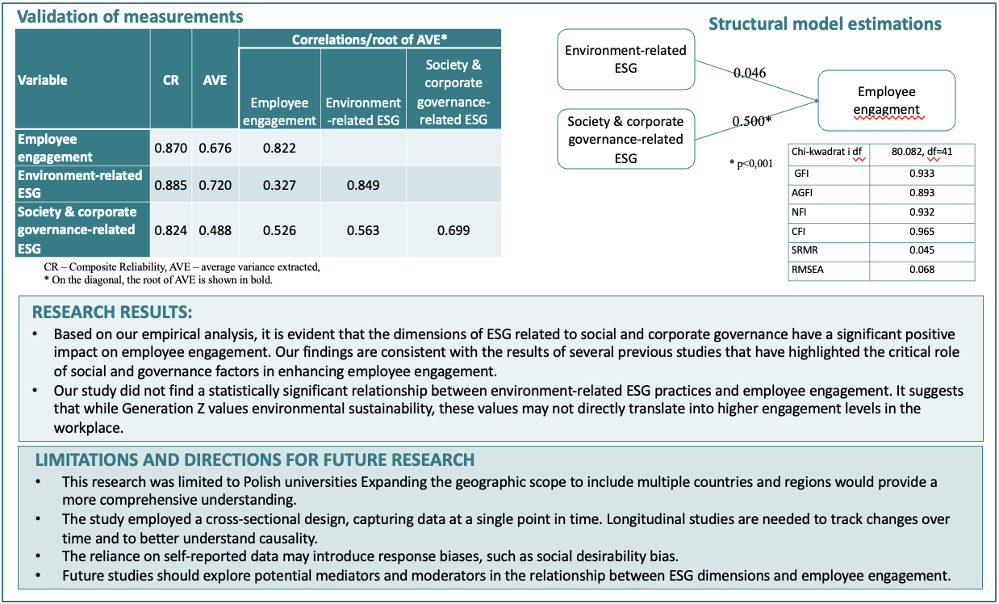 Validation of measurements
Variable
CR
AVE
Correlations/root of AVE*
Employee
engagement
Environment
-related ESG
Society &
corporate
governance-
related ESG
Employee
engagement
0.870
0.676
0.822
Environment-related
ESG
0.885
0.720
0.327
0.849
Society & corporate
governance-related
ESG
0.824
0.488
0.526
0.563
0.699
CR – Composite Reliability, AVE – average variance extracted,
* On the diagonal, the root of AVE is shown in bold.
Structural model estimations
Environment-related
ESG
0.046
Employee
engagment
Society & corporate
governance-related
ESG
0.500*
* p<0,001
Chi-kwadrat i df
80.082, df=41
GFI
0.933
AGFI
0.893
NFI
0.932
CFI
0.965
SRMR
0.045
RMSEA
0.068
RESEARCH RESULTS:
• Based on our empirical analysis, it is evident that the dimensions of ESG related to social and corporate governance have a significant positive
impact on employee engagement. Our findings are consistent with the results of several previous studies that have highlighted the critical role
of social and governance factors in enhancing employee engagement.
• Our study did not find a statistically significant relationship between environment-related ESG practices and employee engagement. It suggests
that while Generation Z values environmental sustainability, these values may not directly translate into higher engagement levels in the
workplace.
LIMITATIONS AND DIRECTIONS FOR FUTURE RESEARCH
• This research was limited to Polish universities Expanding the geographic scope to include multiple countries and regions would provide a
more comprehensive understanding.
• The study employed a cross-sectional design, capturing data at a single point in time. Longitudinal studies are needed to track changes over
time and to better understand causality.
• The reliance on self-reported data may introduce response biases, such as social desirability bias.
• Future studies should explore potential mediators and moderators in the relationship between ESG dimensions and employee engagement.